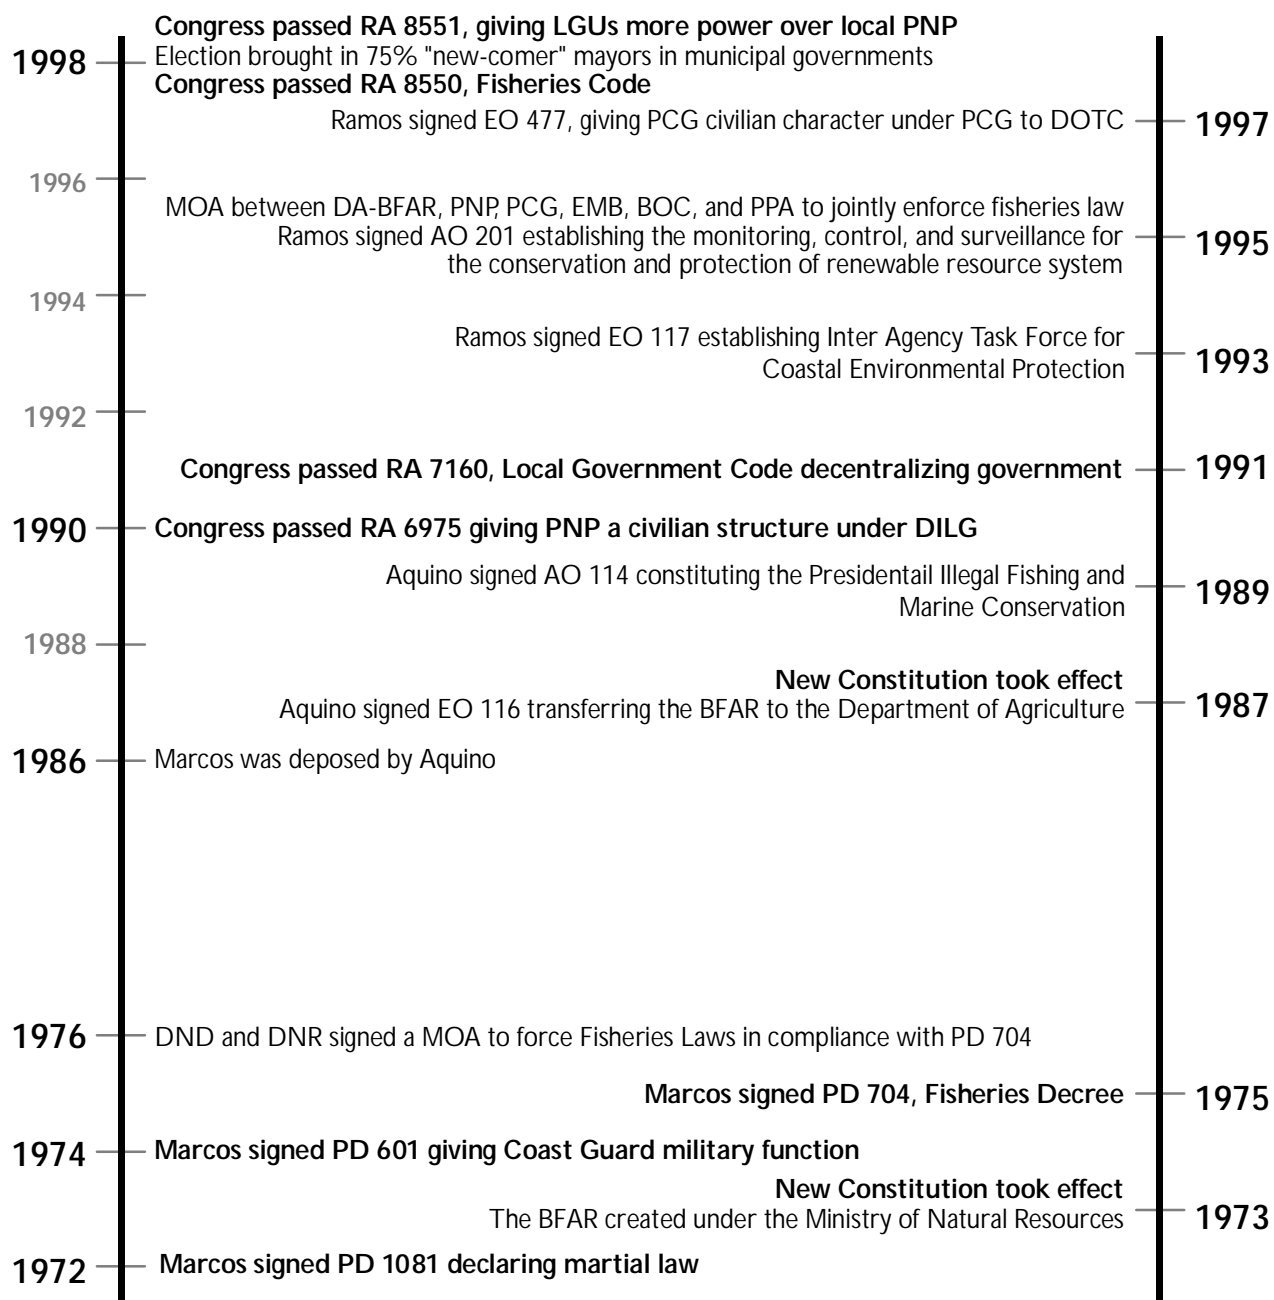 Congress passed RA 8551, giving LGUs more power over local PNP
1998
Election brought in 75% "new-comer" mayors in municipal governments
Congress passed RA 8550, Fisheries Code
Ramos signed EO 477, giving PCG civilian character under PCG to DOTC
1997
1996
MOA between DA-BFAR, PNP, PCG, EMB, BOC, and PPA to jointly enforce fisheries law
Ramos signed AO 201 establishing the monitoring, control, and surveillance for
1995
the conservation and protection of renewable resource system
1994
Ramos signed EO 117 establishing Inter Agency Task Force for
1993
Coastal Environmental Protection
1992
Congress passed RA 7160, Local Government Code decentralizing government
1991
1990
Congress passed RA 6975 giving PNP a civilian structure under DILG
Aquino signed AO 114 constituting the Presidentail Illegal Fishing and
1989
Marine Conservation
1988
New Constitution took effect
Aquino signed EO 116 transferring the BFAR to the Department of Agriculture
1987
1986
Marcos was deposed by Aquino
1976
DND and DNR signed a MOA to force Fisheries Laws in compliance with PD 704
Marcos signed PD 704, Fisheries Decree
1975
1974
Marcos signed PD 601 giving Coast Guard military function
New Constitution took effect
The BFAR created under the Ministry of Natural Resources
1973
1972
Marcos signed PD 1081 declaring martial law